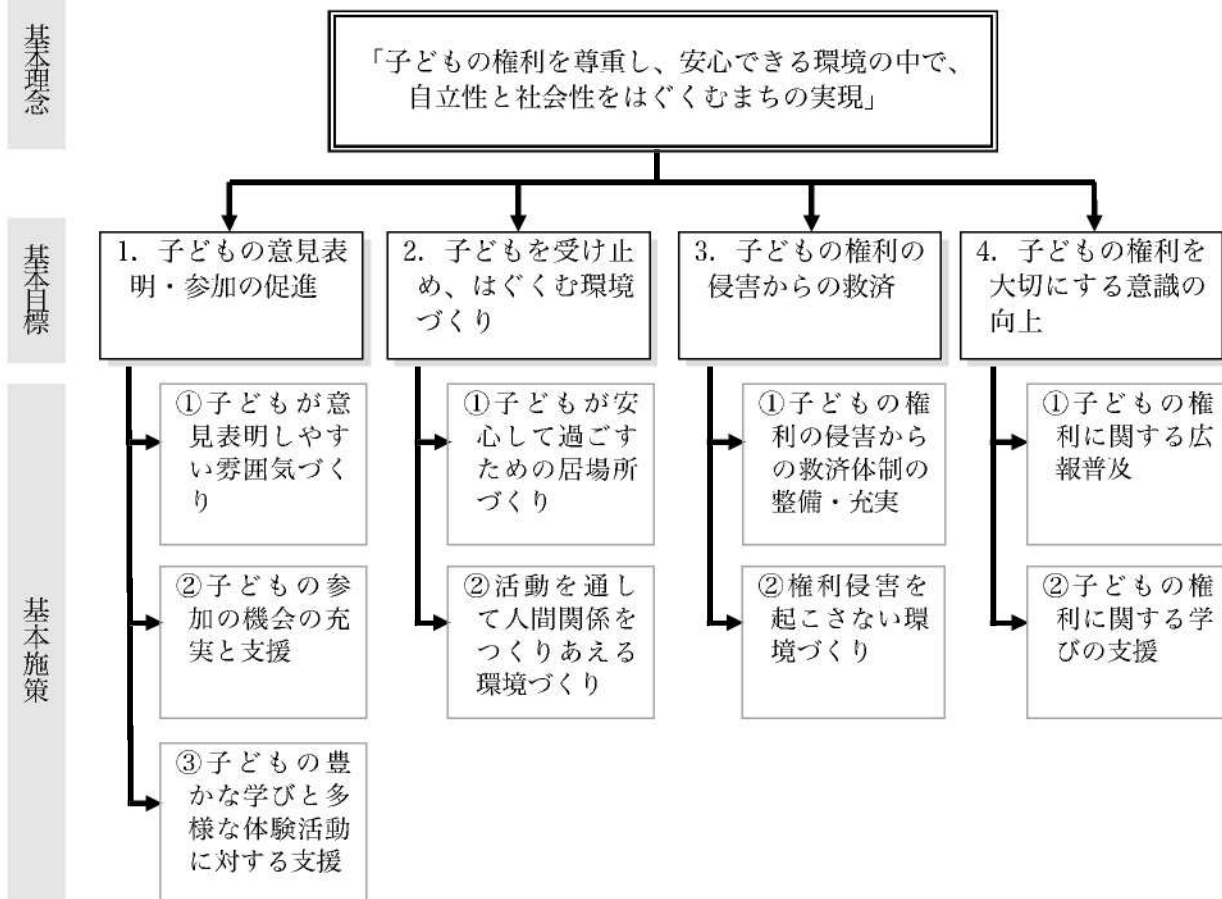 基本理念
「子どもの権利を尊重し、安心できる環境の中で、
自立性と社会性をはぐくむまちの実現」
基本目標
1. 子どもの意見表
明・参加の促進
2. 子どもを受け止
め、はぐくむ環境
づくり
3. 子どもの権利の
侵害からの救済
4. 子どもの権利を
大切にする意識の
向上
基本施策
①子どもが意
見表明しやす
い雰囲気づく
り
②子どもの参
加の機会の充
実と支援
③子どもの豊
かな学びと多
様な体験活動
に対する支援
①子どもが安
心して過ごす
ための居場所
づくり
②活動を通し
て人間関係を
つくりあえる
環境づくり
①子どもの権
利の侵害から
の救済体制の
整備・充実
②権利侵害を
起こさない環
境づくり
①子どもの権
利に関する広
報普及
②子どもの権
利に関する学
びの支援